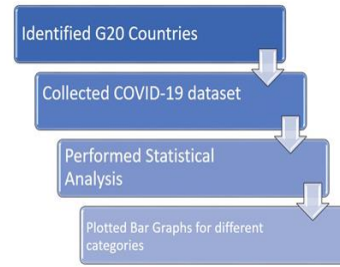 Identified G20 Countries
Collected COVID-19 dataset
Performed Statistical
Analysis
Plotted Bar Graphs for different
categories